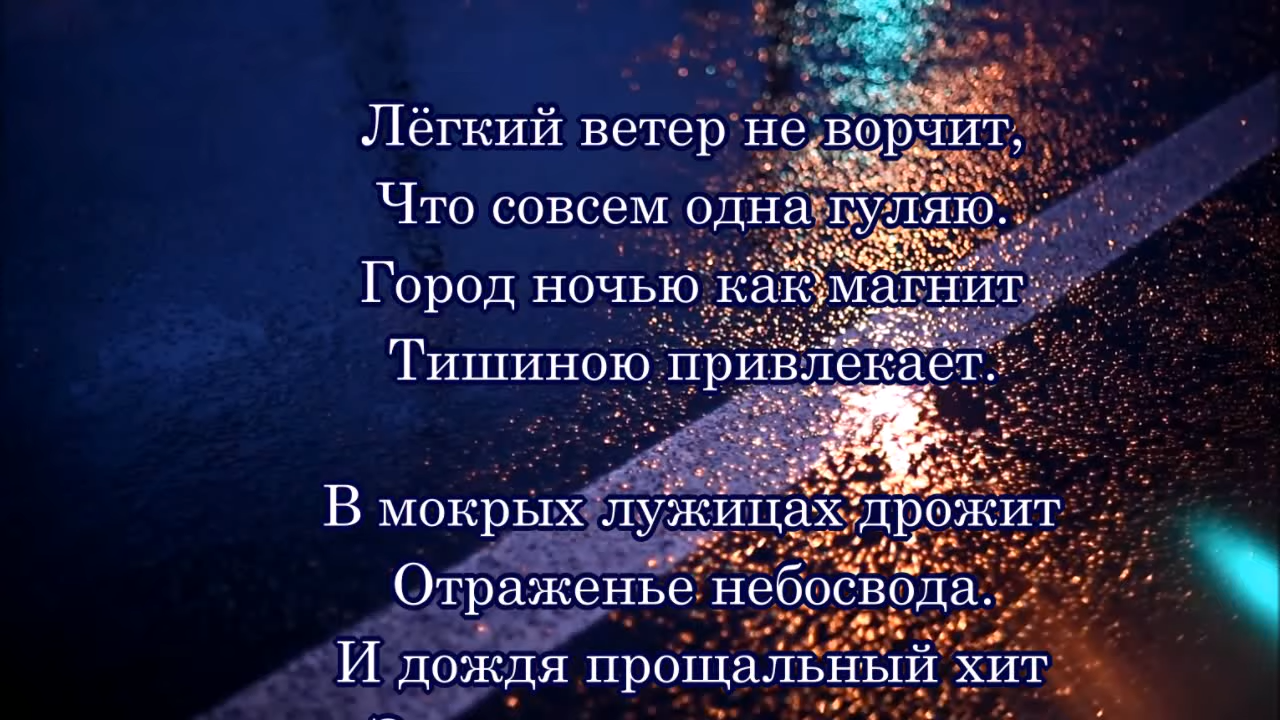 Лёгкий ветер не ворчит,
Что совсем одна гуляю.
Город ночью как магнит
Тишиною привлекает.
В мокрых лужицах дрожит
Отраженье небосвода.
И дождя прощальный хит